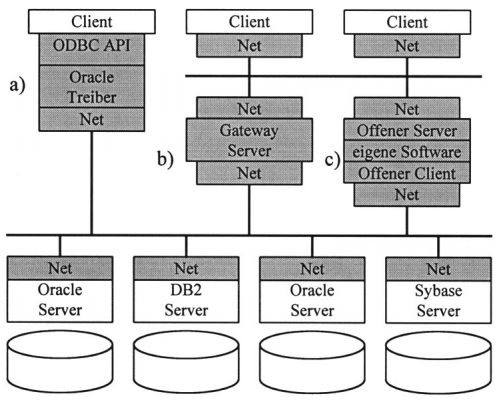 Client
ODBC API
Oracle
Treiber
Net
a)
Client
Net
Net
Gateway
Server
Net
b)
Client
Net
Net
Offener Server
eigene Software
Offener Client
Net
c)
Net
Oracle
Server
Net
DB2
Server
Net
Oracle
Server
Net
Sybase
Server